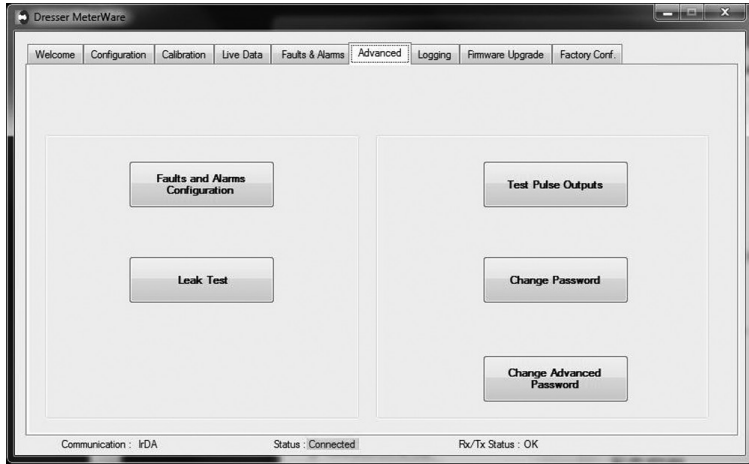 Dresser MeterWare
Welcome Configuration Calibration Live Data Faults & Alarms Advanced Logging Firmware Upgrade Factory Conf.
Faults and Alarms
Configuration
Leak Test
Test Pulse Outputs
Change Password
Change Advanced
Password
Communication : IrDA Status : Connected Rx/Tx Status : OK